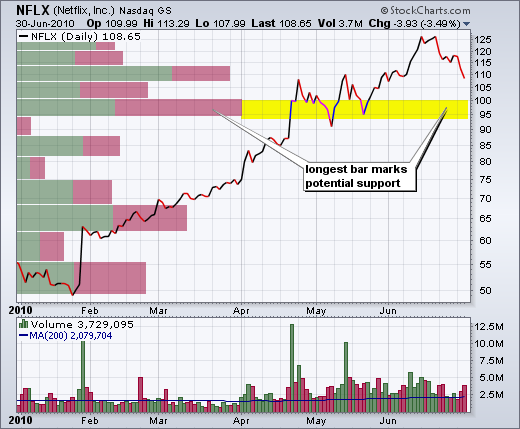 NFLX (Netflix, Inc.) Nasdaq GS © StockCharts.com
30-Jun-2010 Op 109.99 Hi 113.29 Lo 107.99 Last 108.65 Vol 3.7M Chg -3.93 (-3.49%)
NFLX (Daily) 108.65
125
120
115
110
105
100
95
90
85
80
75
70
65
60
55
50
longest bar marks
potential support
2010 Feb Mar Apr May Jun
Volume 3,729,095
MA(200) 2,079,704
12.5M
10.0M
7.5M
5.0M
2.5M
2010 Feb Mar Apr May Jun